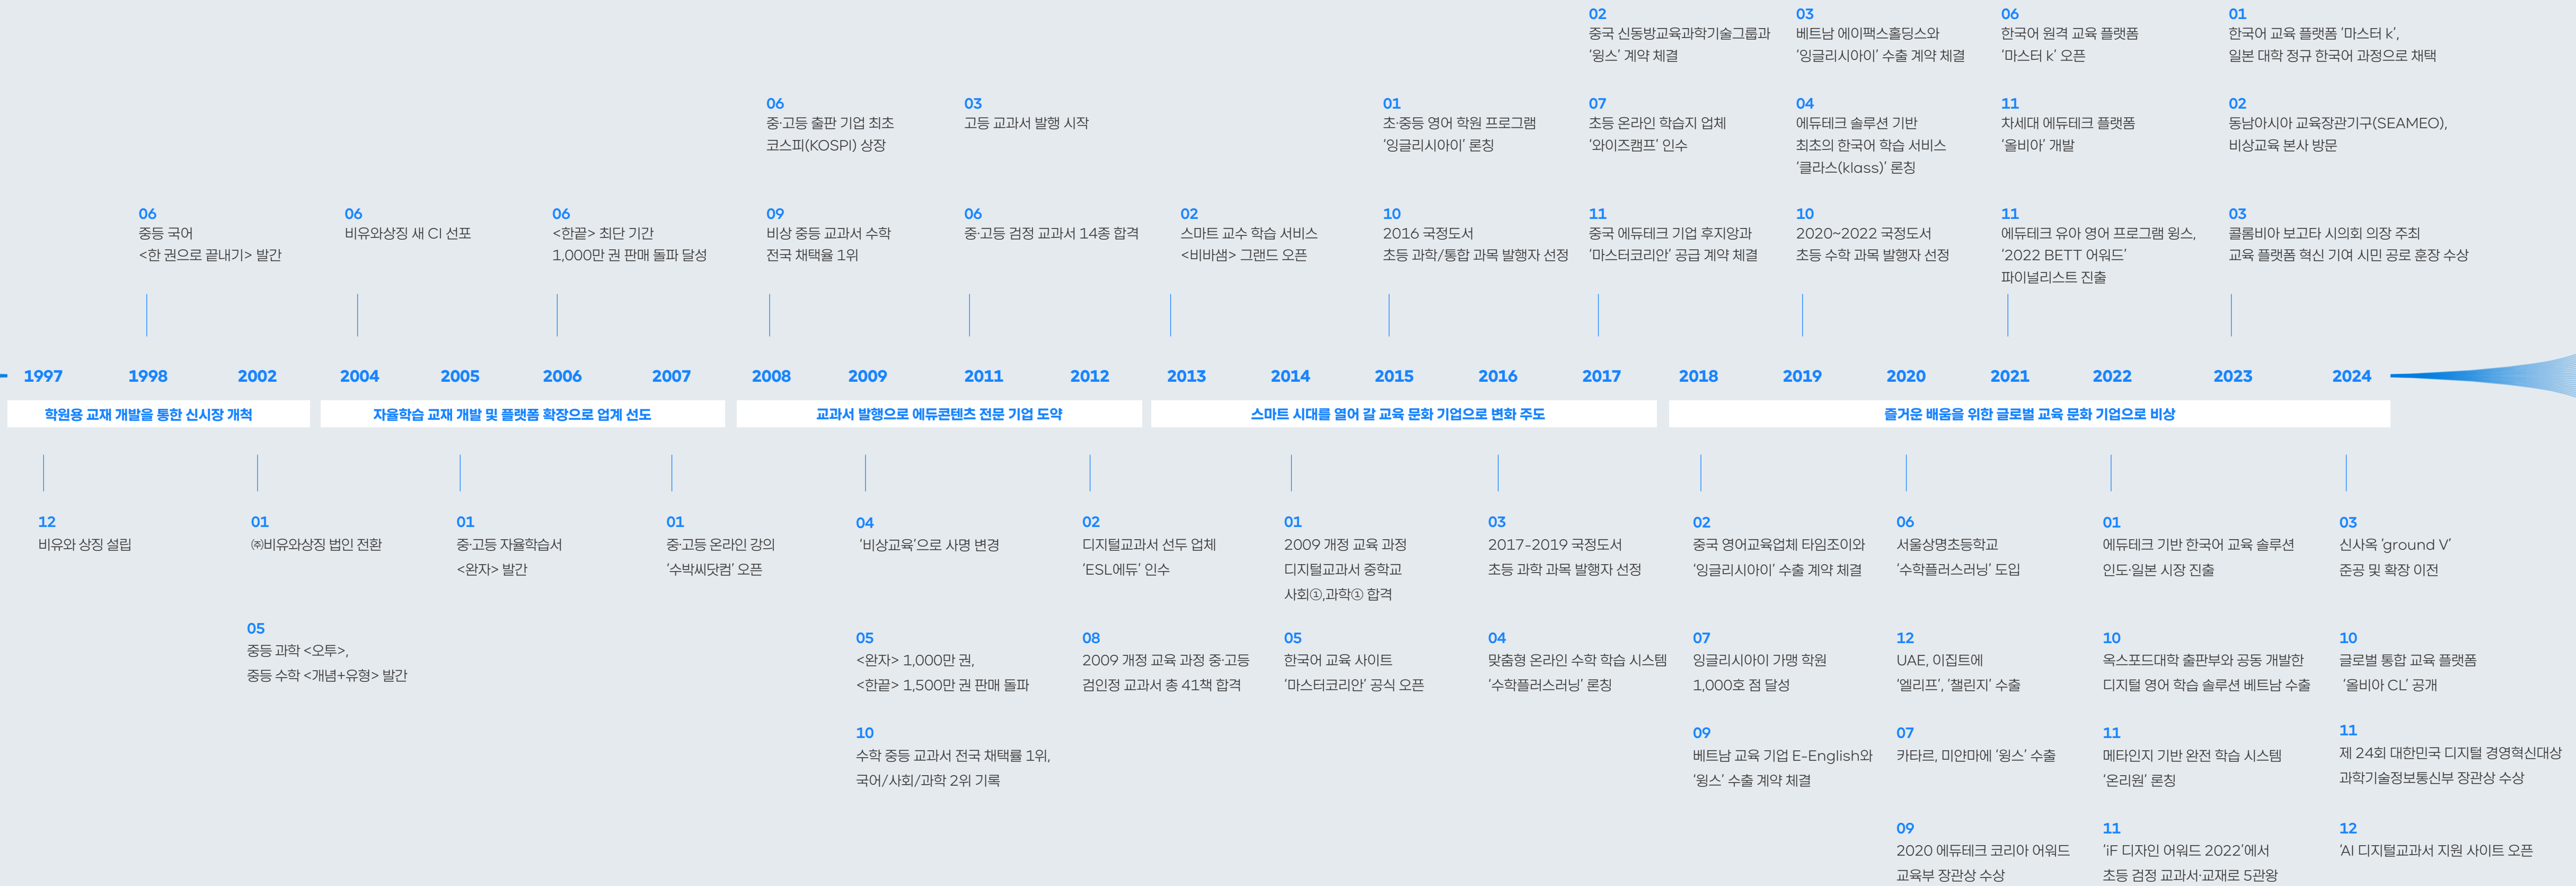 02
중국 신동방교육과학기술그룹과
'윙스' 계약 체결
03
베트남 에이팩스홀딩스와
'잉글리시아이' 수출 계약 체결
06
한국어 원격 교육 플랫폼
'마스터 k' 오픈
01
한국어 교육 플랫폼 '마스터 k',
일본 대학 정규 한국어 과정으로 채택
06
중·고등 출판 기업 최초
코스피(KOSPI) 상장
03
고등 교과서 발행 시작
01
초·중등 영어 학원 프로그램
'잉글리시아이' 론칭
07
초등 온라인 학습지 업체
'와이즈캠프' 인수
04
에듀테크 솔루션 기반
최초의 한국어 학습 서비스
'클라스(klass)' 론칭
11
차세대 에듀테크 플랫폼
'올비아' 개발
02
동남아시아 교육장관기구(SEAMEO),
비상교육 본사 방문
06
중등 국어
<한 권으로 끝내기> 발간
06
비유와상징 새 CI 선포
06
<한끝> 최단 기간
1,000만 권 판매 돌파 달성
09
비상 중등 교과서 수학
전국 채택율 1위
06
중·고등 검정 교과서 14종 합격
02
스마트 교수 학습 서비스
<비바샘> 그랜드 오픈
10
2016 국정도서
초등 과학/통합 과목 발행자 선정
11
중국 에듀테크 기업 후지앙과
'마스터코리안' 공급 계약 체결
10
2020~2022 국정도서
초등 수학 과목 발행자 선정
11
에듀테크 유아 영어 프로그램 윙스,
'2022 BETT 어워드'
파이널리스트 진출
03
콜롬비아 보고타 시의회 의장 주최
교육 플랫폼 혁신 기여 시민 공로 훈장 수상
1997
1998
2002
2004
2005
2006
2007
2008
2009
2011
2012
2013
2014
2015
2016
2017
2018
2019
2020
2021
2022
2023
2024
학원용 교재 개발을 통한 신시장 개척
자율학습 교재 개발 및 플랫폼 확장으로 업계 선도
교과서 발행으로 에듀콘텐츠 전문 기업 도약
스마트 시대를 열어 갈 교육 문화 기업으로 변화 주도
즐거운 배움을 위한 글로벌 교육 문화 기업으로 비상
12
비유와 상징 설립
01
㈜비유와상징 법인 전환
01
중·고등 자율학습서
<완자> 발간
01
중·고등 온라인 강의
'수박씨닷컴' 오픈
04
'비상교육'으로 사명 변경
02
디지털교과서 선두 업체
'ESL에듀' 인수
01
2009 개정 교육 과정
디지털교과서 중학교
사회①,과학① 합격
03
2017-2019 국정도서
초등 과학 과목 발행자 선정
02
중국 영어교육업체 타임조이와
'잉글리시아이' 수출 계약 체결
06
서울상명초등학교
'수학플러스러닝' 도입
01
에듀테크 기반 한국어 교육 솔루션
인도·일본 시장 진출
03
신사옥 'ground V'
준공 및 확장 이전
05
중등 과학 <오투>,
중등 수학 <개념+유형> 발간
05
<완자> 1,000만 권,
<한끝> 1,500만 권 판매 돌파
08
2009 개정 교육 과정 중·고등
검인정 교과서 총 41책 합격
05
한국어 교육 사이트
'마스터코리안' 공식 오픈
04
맞춤형 온라인 수학 학습 시스템
'수학플러스러닝' 론칭
07
잉글리시아이 가맹 학원
1,000호 점 달성
12
UAE, 이집트에
'엘리프', '챌린지' 수출
10
옥스포드대학 출판부와 공동 개발한
디지털 영어 학습 솔루션 베트남 수출
10
글로벌 통합 교육 플랫폼
'올비아 CL' 공개
10
수학 중등 교과서 전국 채택률 1위,
국어/사회/과학 2위 기록
09
베트남 교육 기업 E-English와
'윙스' 수출 계약 체결
07
카타르, 미얀마에 '윙스' 수출
11
메타인지 기반 완전 학습 시스템
'온리원' 론칭
11
제 24회 대한민국 디지털 경영혁신대상
과학기술정보통신부 장관상 수상
09
2020 에듀테크 코리아 어워드
교육부 장관상 수상
11
'iF 디자인 어워드 2022'에서
초등 검정 교과서·교재로 5관왕
12
'AI 디지털교과서 지원 사이트 오픈